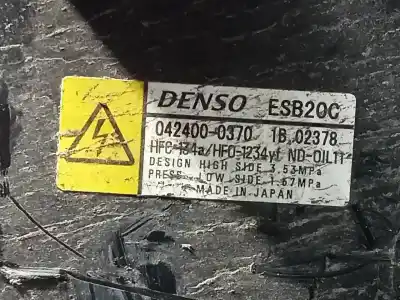 DENSO ESB20C
042400-0370 1B 02378
HFC-134a/HFO-1234yf ND-OIL11
DESIGN HIGH SIDE 3.53MPa
PRESS. LOW SIDE 1.57MPa
MADE IN JAPAN